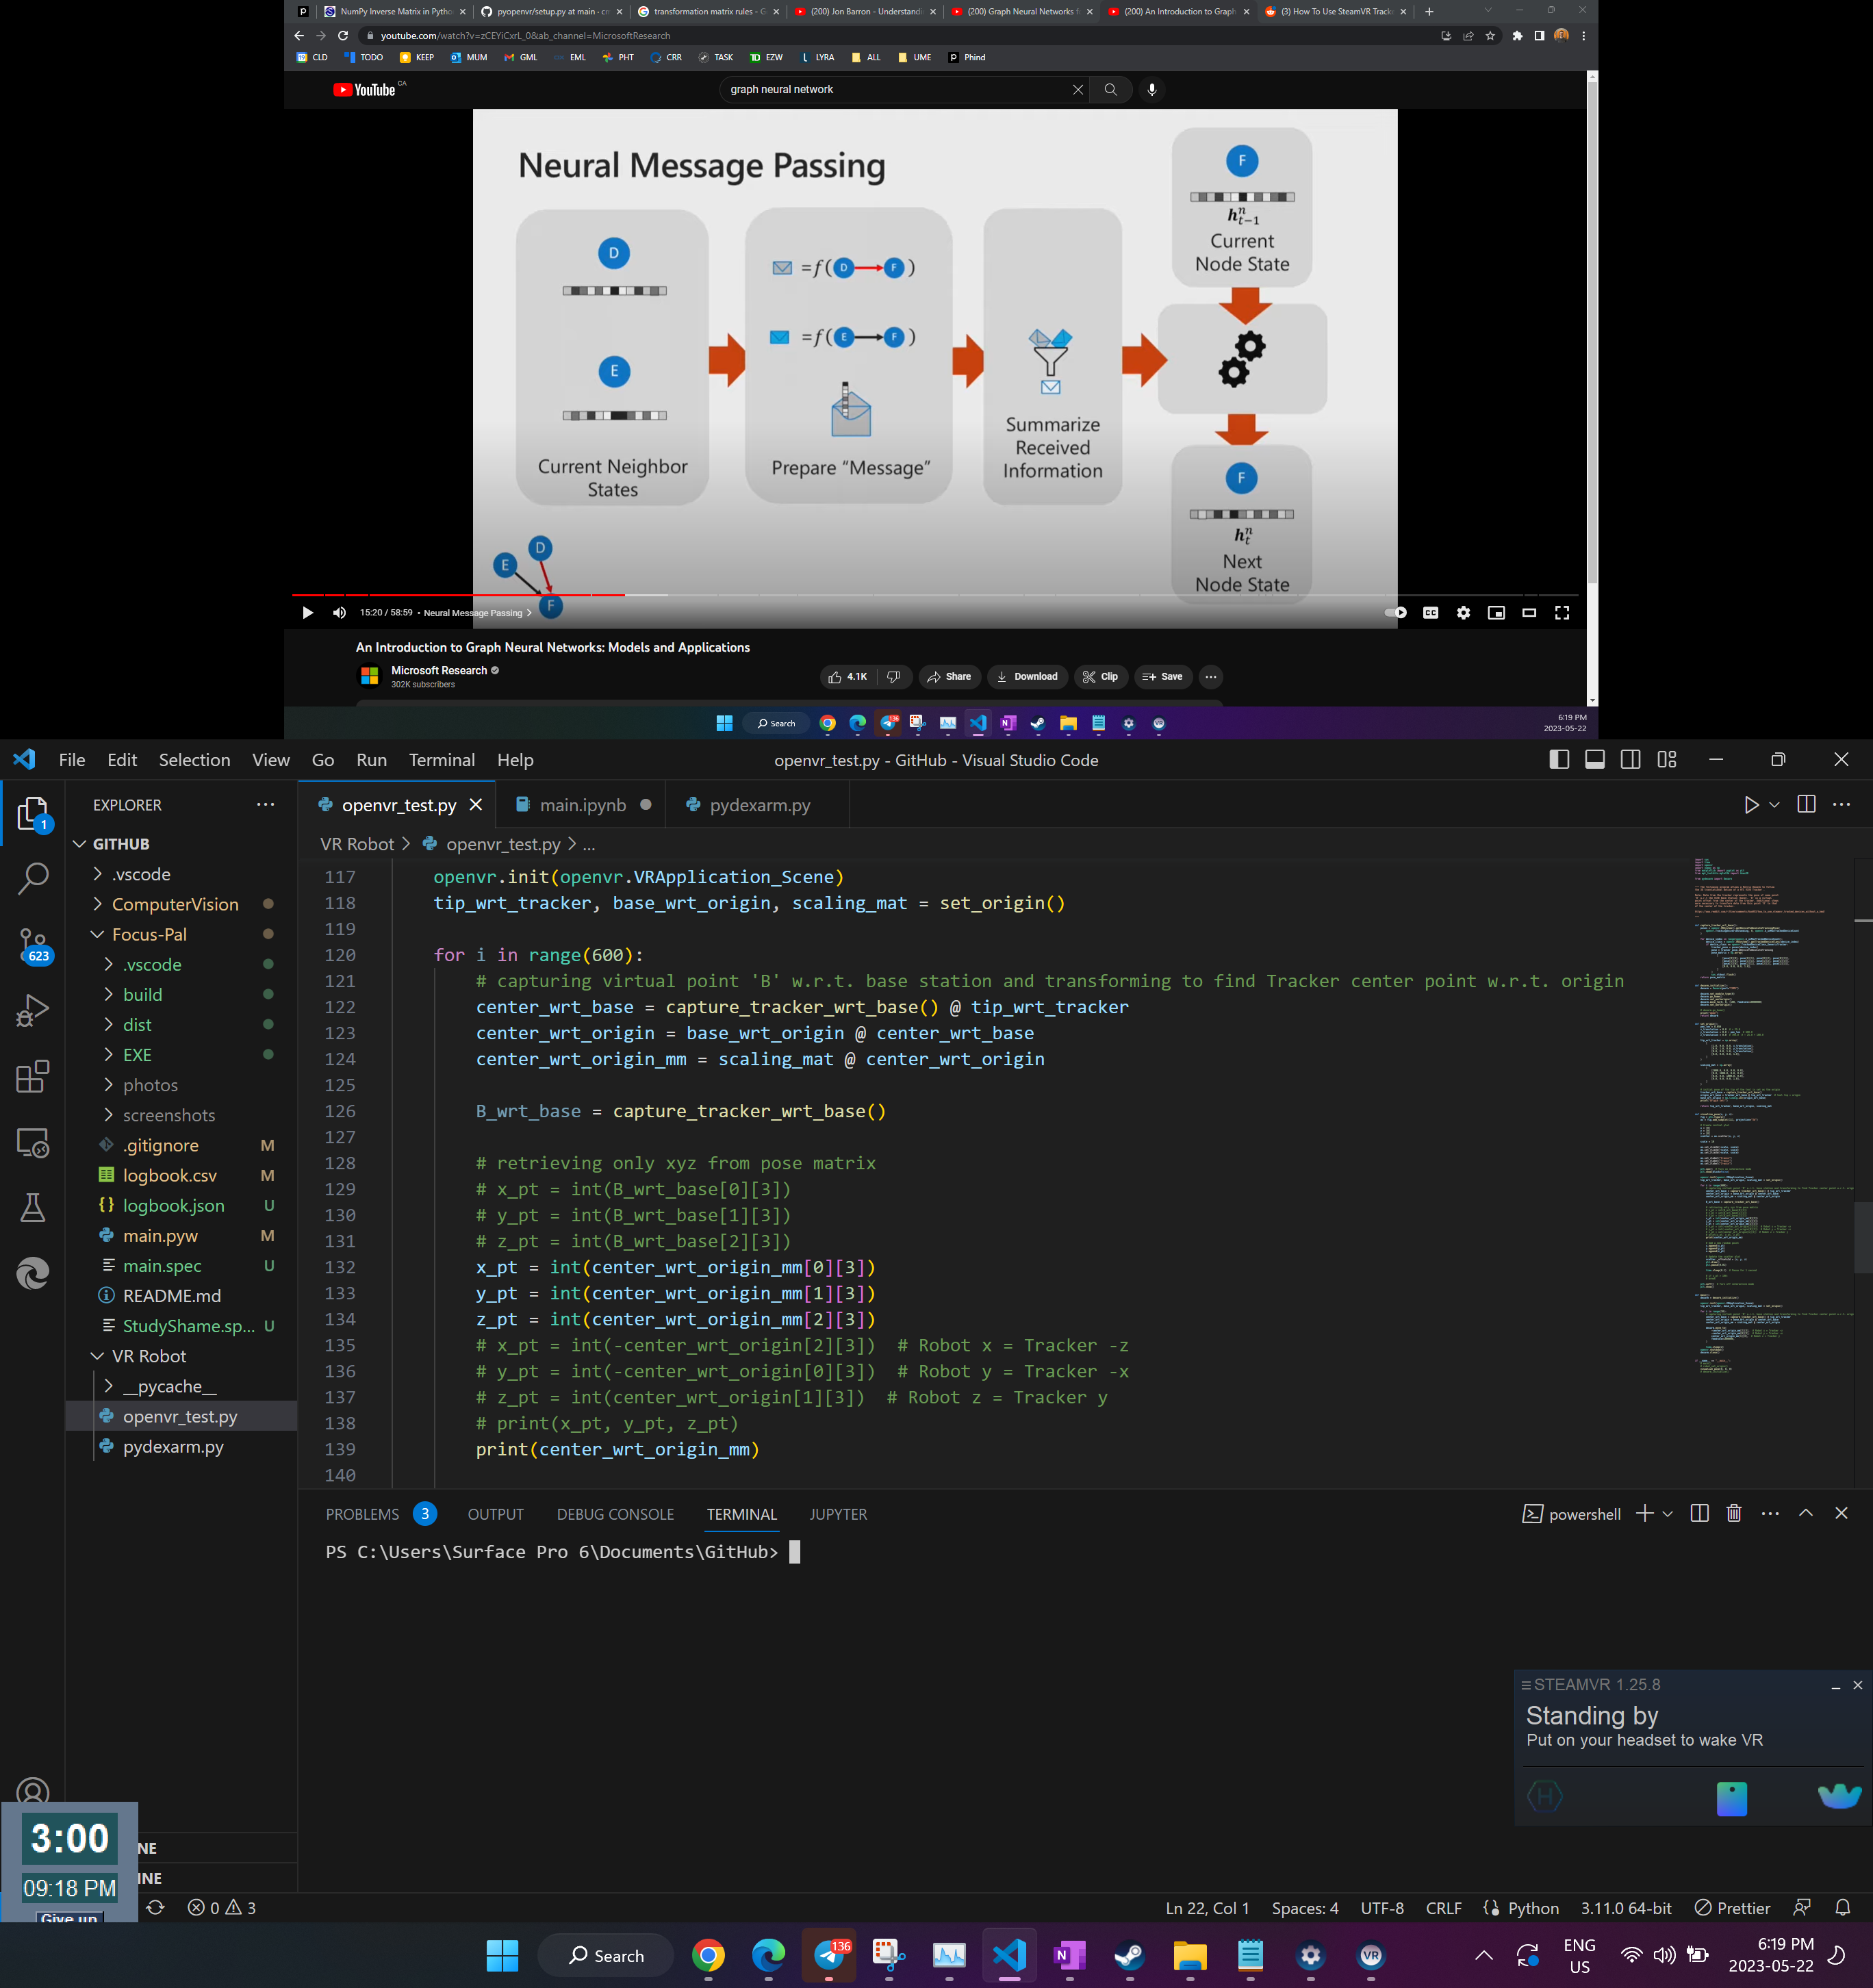 NumPy Inverse Matrix in Pytho
pyopenvr/setup.py at main · cm
transformation matrix rules - G
(200) Jon Barron - Understandi
(200) Graph Neural Networks f
(200) An Introduction to Graph
(3) How To Use SteamVR Track
youtube.com/watch?v=zCEYiCxrL_0&ab_channel=MicrosoftResearch
CLD TODO KEEP MUM GML EML PHT CRR TASK EZW LYRA ALL UME Phind
YouTube CA
graph neural network
Neural Message Passing
D
E
Current Neighbor
States
=f( D F )
=f( E F )
Prepare “Message”
Summarize
Received
Information
F
h^n_{t-1}
Current
Node State
F
h^n_t
Next
Node State
D
E
F
15:20 / 58:59 • Neural Message Passing >
An Introduction to Graph Neural Networks: Models and Applications
Microsoft Research
302K subscribers
4.1K Share Download Clip Save
Search
136
6:19 PM
2023-05-22
File Edit Selection View Go Run Terminal Help
openvr_test.py - GitHub - Visual Studio Code
EXPLORER
GITHUB
.vscode
ComputerVision
Focus-Pal
.vscode
build
dist
EXE
photos
screenshots
.gitignore M
logbook.csv M
logbook.json U
main.pyw M
main.spec U
README.md
StudyShame.sp... U
VR Robot
__pycache__
openvr_test.py
pydexarm.py
1
623
openvr_test.py main.ipynb pydexarm.py
VR Robot > openvr_test.py > ...
117 openvr.init(openvr.VRApplication_Scene)
118 tip_wrt_tracker, base_wrt_origin, scaling_mat = set_origin()
119
120 for i in range(600):
121 # capturing virtual point 'B' w.r.t. base station and transforming to find Tracker center point w.r.t. origin
122 center_wrt_base = capture_tracker_wrt_base() @ tip_wrt_tracker
123 center_wrt_origin = base_wrt_origin @ center_wrt_base
124 center_wrt_origin_mm = scaling_mat @ center_wrt_origin
125
126 B_wrt_base = capture_tracker_wrt_base()
127
128 # retrieving only xyz from pose matrix
129 # x_pt = int(B_wrt_base[0][3])
130 # y_pt = int(B_wrt_base[1][3])
131 # z_pt = int(B_wrt_base[2][3])
132 x_pt = int(center_wrt_origin_mm[0][3])
133 y_pt = int(center_wrt_origin_mm[1][3])
134 z_pt = int(center_wrt_origin_mm[2][3])
135 # x_pt = int(-center_wrt_origin[2][3])  # Robot x = Tracker -z
136 # y_pt = int(-center_wrt_origin[0][3])  # Robot y = Tracker -x
137 # z_pt = int(center_wrt_origin[1][3])  # Robot z = Tracker y
138 # print(x_pt, y_pt, z_pt)
139 print(center_wrt_origin_mm)
140
PROBLEMS 3 OUTPUT DEBUG CONSOLE TERMINAL JUPYTER
powershell
PS C:\Users\Surface Pro 6\Documents\GitHub>
STEAMVR 1.25.8
Standing by
Put on your headset to wake VR
3:00
09:18 PM
Give up
NE
INE
0 3
Ln 22, Col 1 Spaces: 4 UTF-8 CRLF Python 3.11.0 64-bit Prettier
Search
136
ENG
US
6:19 PM
2023-05-22